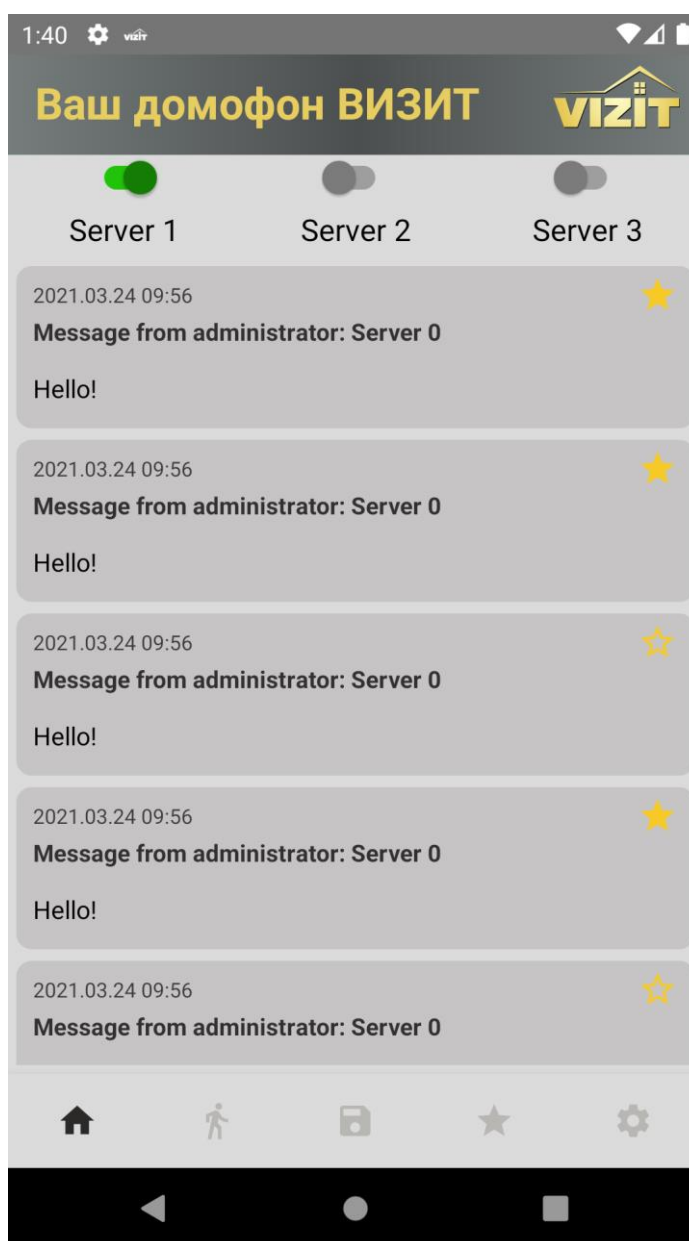 1:40 VIZIT
Ваш домофон ВИЗИТ VIZIT
Server 1 Server 2 Server 3
2021.03.24 09:56
Message from administrator: Server 0
Hello!
2021.03.24 09:56
Message from administrator: Server 0
Hello!
2021.03.24 09:56
Message from administrator: Server 0
Hello!
2021.03.24 09:56
Message from administrator: Server 0
Hello!
2021.03.24 09:56
Message from administrator: Server 0